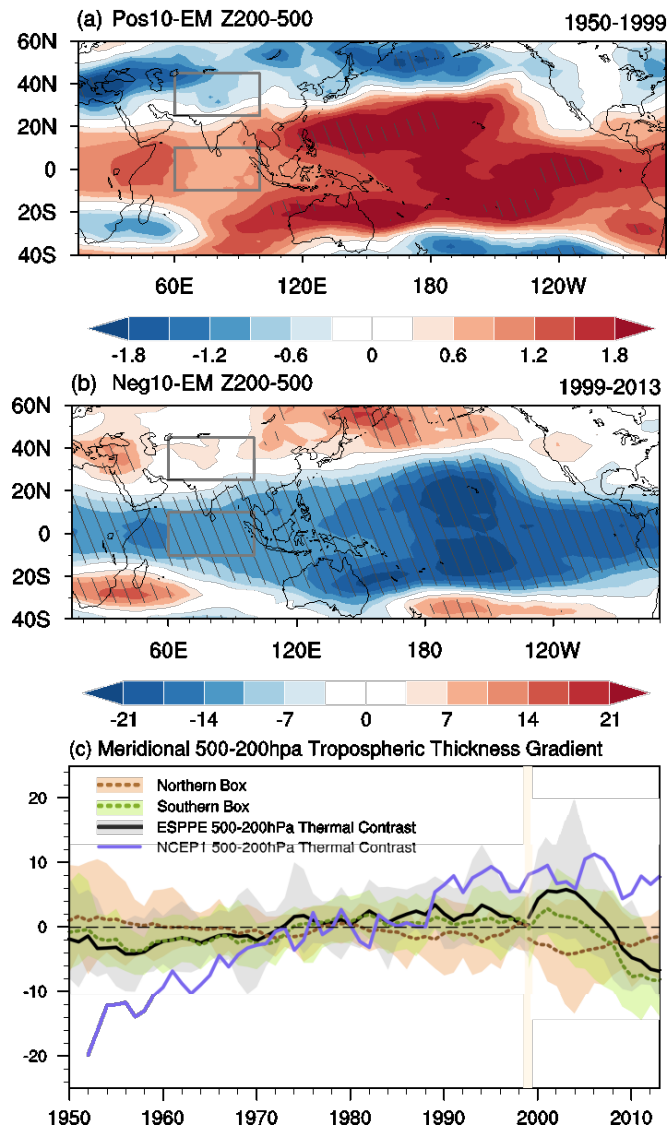 (a) Pos10-EM Z200-500 1950-1999
60N
40N
20N
0
20S
40S
60E 120E 180 120W
-1.8 -1.2 -0.6 0 0.6 1.2 1.8
(b) Neg10-EM Z200-500 1999-2013
60N
40N
20N
0
20S
40S
60E 120E 180 120W
-21 -14 -7 0 7 14 21
(c) Meridional 500-200hpa Tropospheric Thickness Gradient
20
10
0
-10
-20
Northern Box
Southern Box
ESPPE 500-200hPa Thermal Contrast
NCEP1 500-200hPa Thermal Contrast
1950 1960 1970 1980 1990 2000 2010